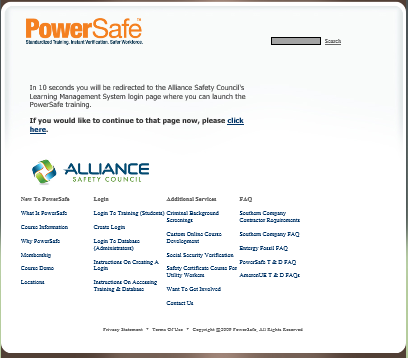 PowerSafe™
Standardized Training. Instant Verification. Safer Workforce.
Search
In 10 seconds you will be redirected to the Alliance Safety Council's
Learning Management System login page where you can launch the
PowerSafe training.
If you would like to continue to that page now, please click
here.
ALLIANCE
SAFETY COUNCIL
New To PowerSafe
What Is PowerSafe
Course Information
Why PowerSafe
Membership
Course Demo
Locations
Login
Login To Training (Students)
Create Login
Login To Database
(Administrators)
Instructions On Creating A
Login
Instructions On Accessing
Training & Database
Additional Services
Criminal Background
Screenings
Custom Online Course
Development
Social Security Verification
Safety Certificate Course For
Utility Workers
Want To Get Involved
Contact Us
FAQ
Southern Company
Contractor Requirements
Southern Company FAQ
Entergy Fossil FAQ
PowerSafe T & D FAQ
AmerenUE T & D FAQs
Privacy Statement * Terms Of Use * Copyright ©2009 PowerSafe, All Rights Reserved